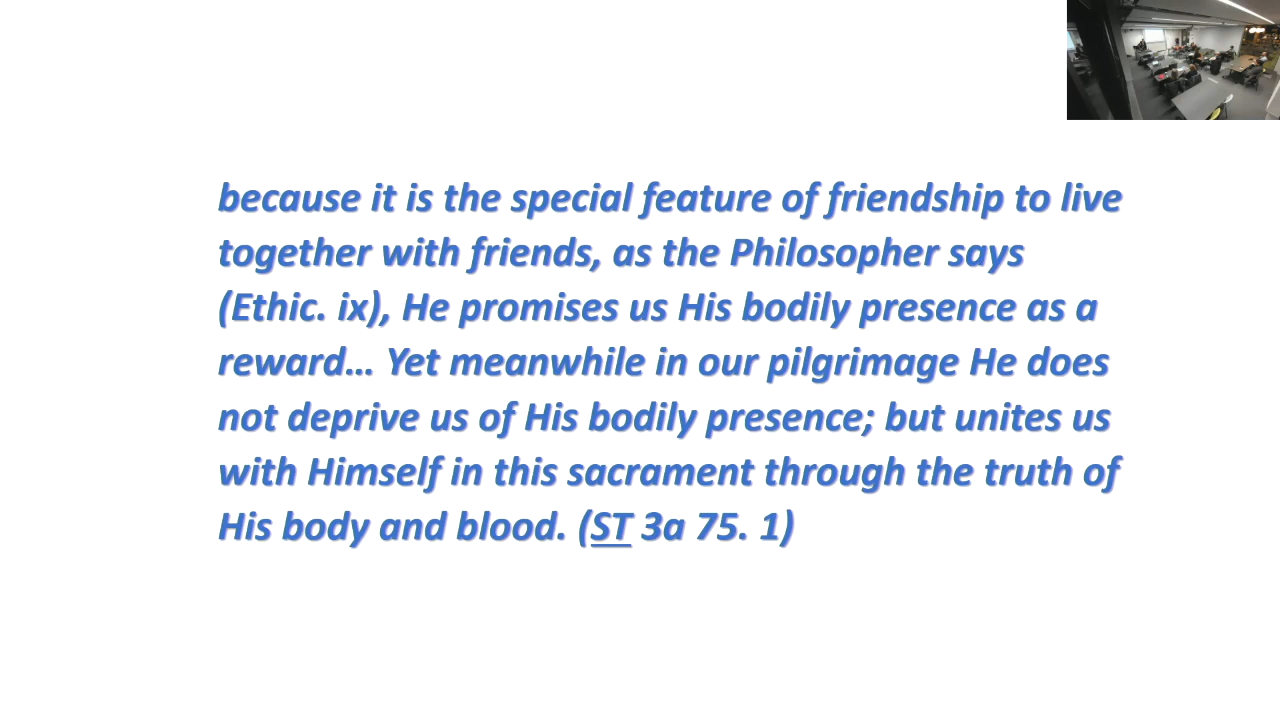 because it is the special feature of friendship to live
together with friends, as the Philosopher says
(Ethic. ix), He promises us His bodily presence as a
reward… Yet meanwhile in our pilgrimage He does
not deprive us of His bodily presence; but unites us
with Himself in this sacrament through the truth of
His body and blood. (ST 3a 75. 1)